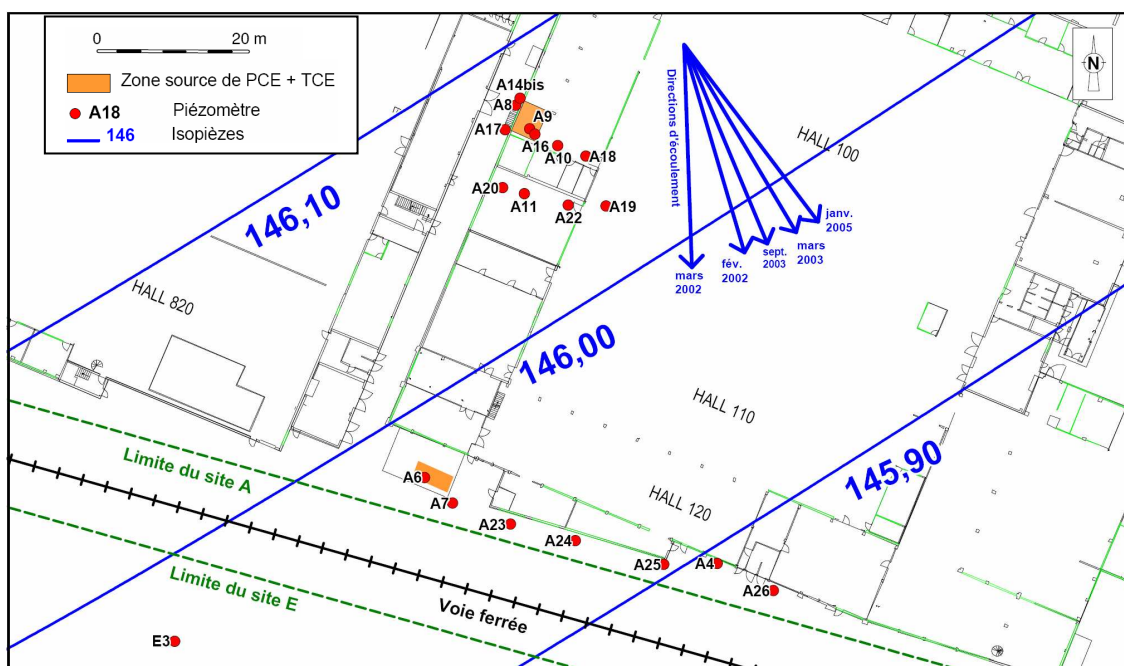 0 20 m
Zone source de PCE + TCE
A18 Piézomètre
146 Isopièzes
N
Directions d'écoulement
mars
2002
fév.
2002
sept.
2003
mars
2003
janv.
2005
A14bis
A8
A9
A17
A16
A10
A18
A20
A11
A22
A19
HALL 100
146,10
HALL 820
146,00
HALL 110
145,90
HALL 120
Limite du site A
A6
A7
A23
A24
A25
A4
A26
Voie ferrée
Limite du site E
E3